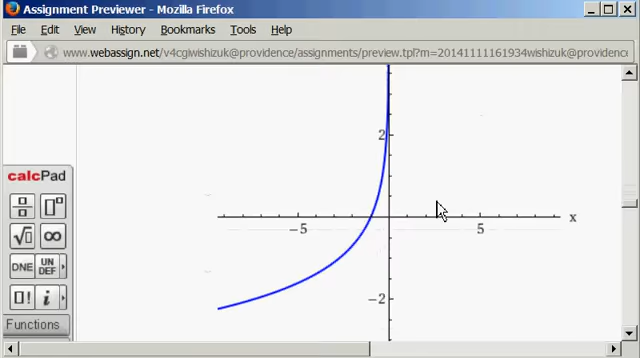 Assignment Previewer - Mozilla Firefox
File Edit View History Bookmarks Tools Help
www.webassign.net/v4cgiwishizuk@providence/assignments/preview.tpl?m=20141111161934wishizuk@providenc
calcPad
DNE UN DEF
Functions
2
-5 5 x
-2